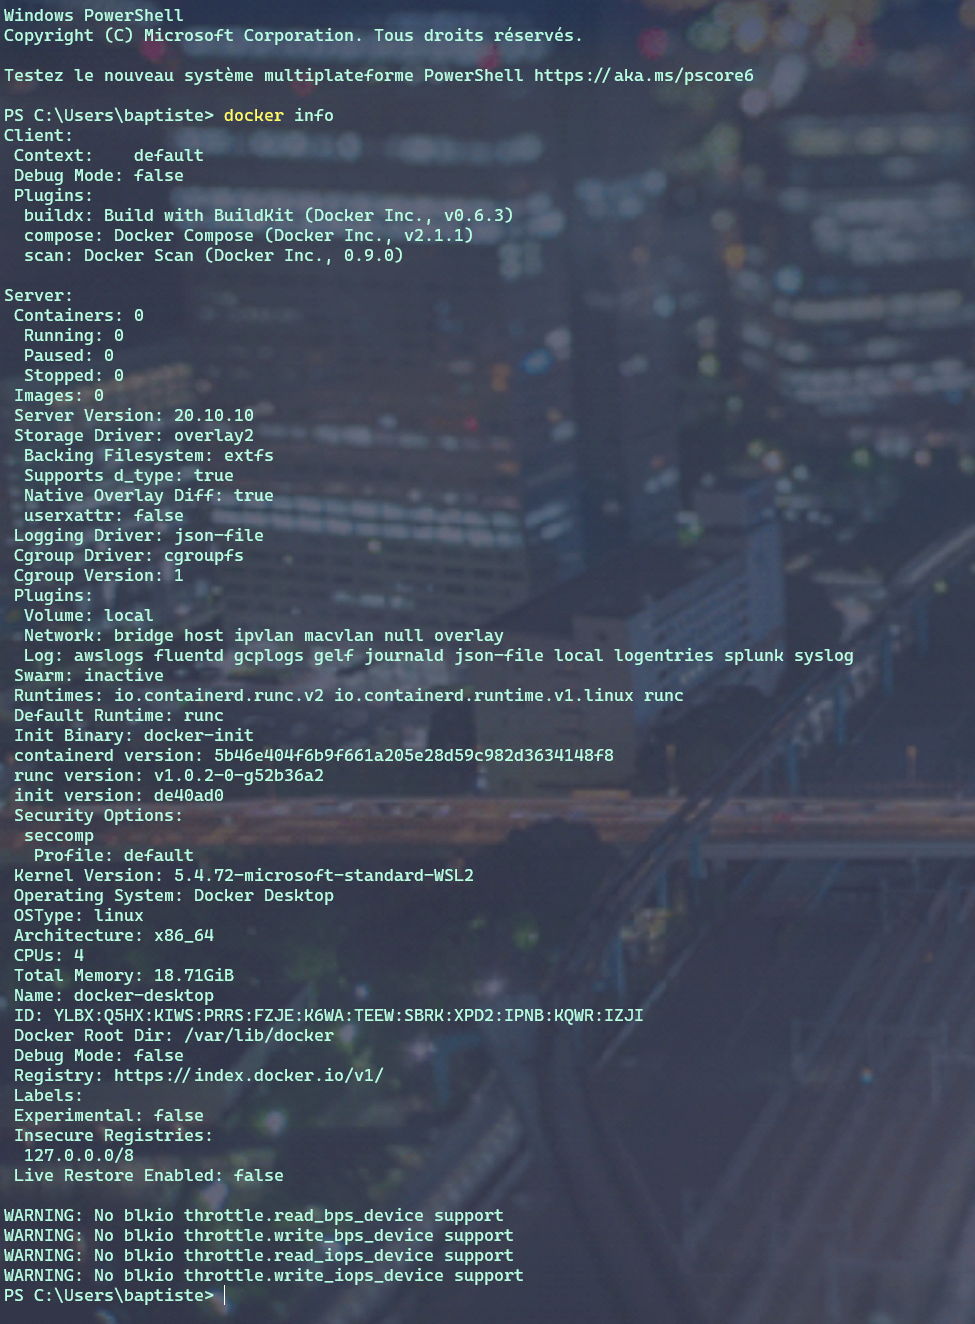 Windows PowerShell
Copyright (C) Microsoft Corporation. Tous droits réservés.

Testez le nouveau système multiplateforme PowerShell https://aka.ms/pscore6

PS C:\Users\baptiste> docker info
Client:
 Context:    default
 Debug Mode: false
 Plugins:
  buildx: Build with BuildKit (Docker Inc., v0.6.3)
  compose: Docker Compose (Docker Inc., v2.1.1)
  scan: Docker Scan (Docker Inc., 0.9.0)

Server:
 Containers: 0
  Running: 0
  Paused: 0
  Stopped: 0
 Images: 0
 Server Version: 20.10.10
 Storage Driver: overlay2
  Backing Filesystem: extfs
  Supports d_type: true
  Native Overlay Diff: true
  userxattr: false
 Logging Driver: json-file
 Cgroup Driver: cgroupfs
 Cgroup Version: 1
 Plugins:
  Volume: local
  Network: bridge host ipvlan macvlan null overlay
  Log: awslogs fluentd gcplogs gelf journald json-file local logentries splunk syslog
 Swarm: inactive
 Runtimes: io.containerd.runc.v2 io.containerd.runtime.v1.linux runc
 Default Runtime: runc
 Init Binary: docker-init
 containerd version: 5b46e404f6b9f661a205e28d59c982d3634148f8
 runc version: v1.0.2-0-g52b36a2
 init version: de40ad0
 Security Options:
  seccomp
   Profile: default
 Kernel Version: 5.4.72-microsoft-standard-WSL2
 Operating System: Docker Desktop
 OSType: linux
 Architecture: x86_64
 CPUs: 4
 Total Memory: 18.71GiB
 Name: docker-desktop
 ID: YLBX:Q5HX:KIWS:PRRS:FZJE:K6WA:TEEW:SBRK:XPD2:IPNB:KQWR:IZJI
 Docker Root Dir: /var/lib/docker
 Debug Mode: false
 Registry: https://index.docker.io/v1/
 Labels:
 Experimental: false
 Insecure Registries:
  127.0.0.0/8
 Live Restore Enabled: false

WARNING: No blkio throttle.read_bps_device support
WARNING: No blkio throttle.write_bps_device support
WARNING: No blkio throttle.read_iops_device support
WARNING: No blkio throttle.write_iops_device support
PS C:\Users\baptiste>